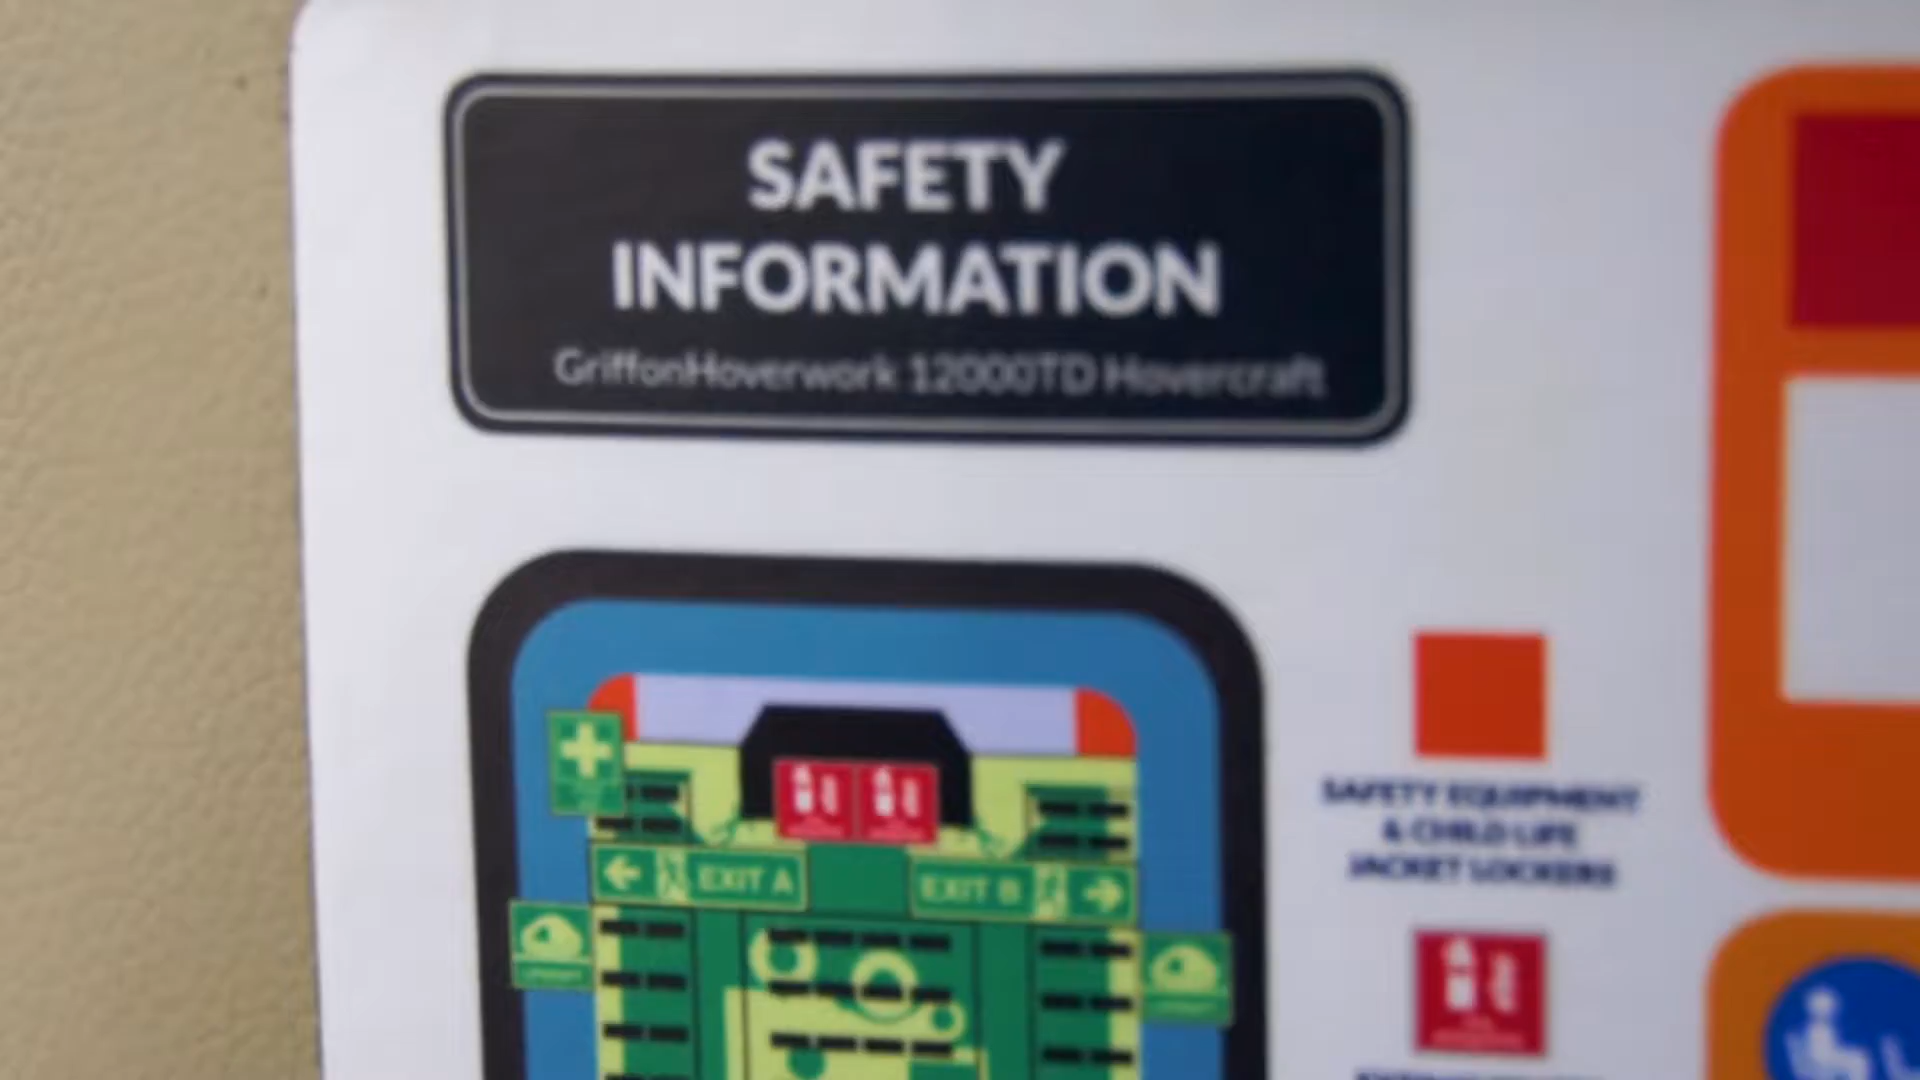 SAFETY
INFORMATION
GriffonHoverwork 12000TD Hovercraft
EXIT A
EXIT B
SAFETY EQUIPMENT
& CHILD LIFE
JACKET LOCKERS